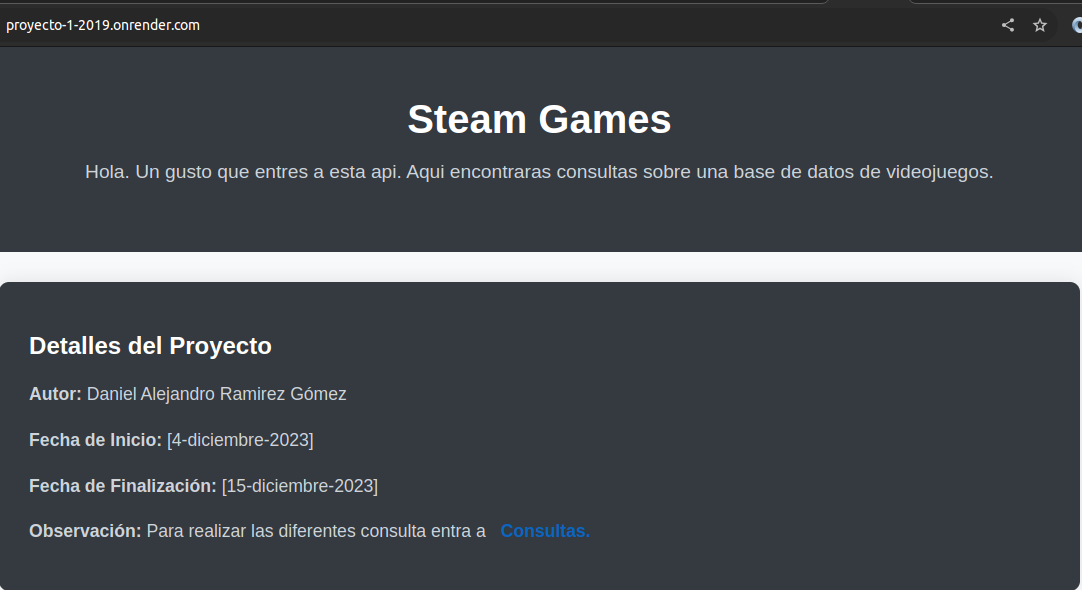 proyecto-1-2019.onrender.com
Steam Games
Hola. Un gusto que entres a esta api. Aqui encontraras consultas sobre una base de datos de videojuegos.
Detalles del Proyecto
Autor: Daniel Alejandro Ramirez Gómez
Fecha de Inicio: [4-diciembre-2023]
Fecha de Finalización: [15-diciembre-2023]
Observación: Para realizar las diferentes consulta entra a Consultas.